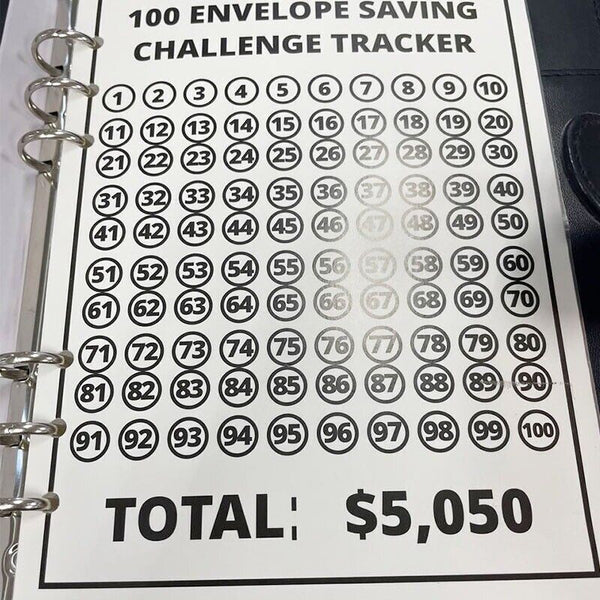 100 ENVELOPE SAVING
CHALLENGE TRACKER
1 2 3 4 5 6 7 8 9 10
11 12 13 14 15 16 17 18 19 20
21 22 23 24 25 26 27 28 29 30
31 32 33 34 35 36 37 38 39 40
41 42 43 44 45 46 47 48 49 50
51 52 53 54 55 56 57 58 59 60
61 62 63 64 65 66 67 68 69 70
71 72 73 74 75 76 77 78 79 80
81 82 83 84 85 86 87 88 89 90
91 92 93 94 95 96 97 98 99 100
TOTAL: $5,050